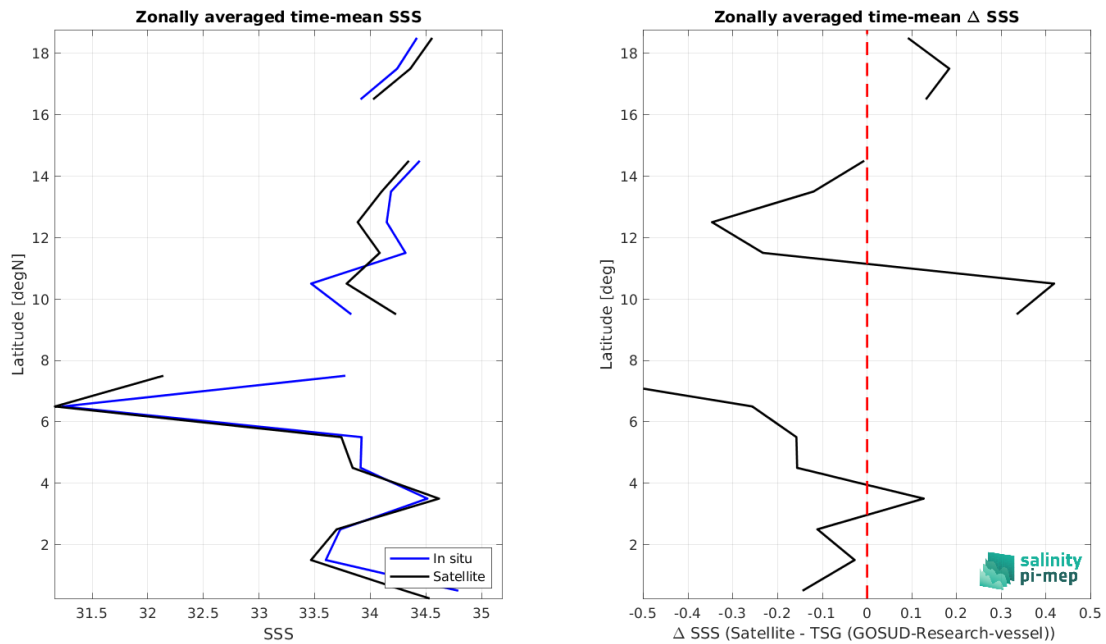 Zonally averaged time-mean SSS
18
16
14
12
10
8
6
4
2
Latitude [degN]
In situ
Satellite
31.5 32 32.5 33 33.5 34 34.5 35
SSS
Zonally averaged time-mean Δ SSS
18
16
14
12
10
8
6
4
2
Latitude [deg]
salinity
pi-mep
-0.5 -0.4 -0.3 -0.2 -0.1 0 0.1 0.2 0.3 0.4 0.5
Δ SSS (Satellite - TSG (GOSUD-Research-vessel))